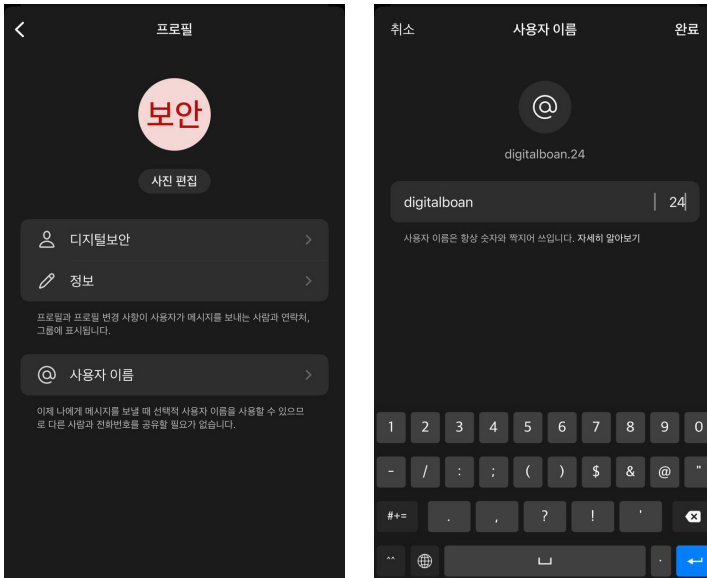 프로필
보안
사진 편집
디지털보안
정보
프로필과 프로필 변경 사항이 사용자가 메시지를 보내는 사람과 연락처,
그룹에 표시됩니다.
사용자 이름
이제 나에게 메시지를 보낼 때 선택적 사용자 이름을 사용할 수 있으므
로 다른 사람과 전화번호를 공유할 필요가 없습니다.
취소 사용자 이름 완료
@
digitalboan.24
digitalboan 24
사용자 이름은 항상 숫자와 짝지어 쓰입니다. 자세히 알아보기
1 2 3 4 5 6 7 8 9 0
- / : ; ( ) $ & @ "
#+= . , ? ! '
^^ .